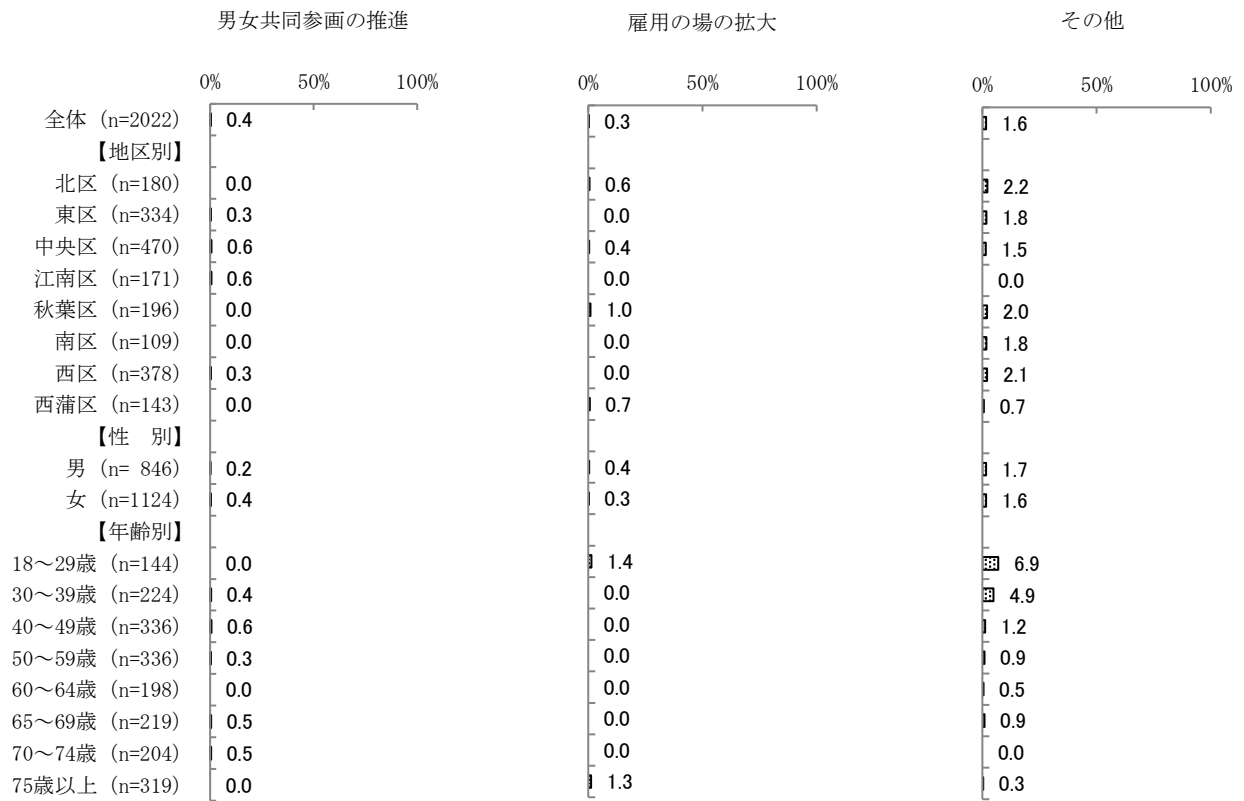 男女共同参画の推進 雇用の場の拡大 その他
0% 50% 100% 0% 50% 100% 0% 50% 100%
全体 (n=2022) 0.4 0.3 1.6
【地区別】
北区 (n=180) 0.0 0.6 2.2
東区 (n=334) 0.3 0.0 1.8
中央区 (n=470) 0.6 0.4 1.5
江南区 (n=171) 0.6 0.0 0.0
秋葉区 (n=196) 0.0 1.0 2.0
南区 (n=109) 0.0 0.0 1.8
西区 (n=378) 0.3 0.0 2.1
西蒲区 (n=143) 0.0 0.7 0.7
【性　別】
男 (n= 846) 0.2 0.4 1.7
女 (n=1124) 0.4 0.3 1.6
【年齢別】
18～29歳 (n=144) 0.0 1.4 6.9
30～39歳 (n=224) 0.4 0.0 4.9
40～49歳 (n=336) 0.6 0.0 1.2
50～59歳 (n=336) 0.3 0.0 0.9
60～64歳 (n=198) 0.0 0.0 0.5
65～69歳 (n=219) 0.5 0.0 0.9
70～74歳 (n=204) 0.5 0.0 0.0
75歳以上 (n=319) 0.0 1.3 0.3